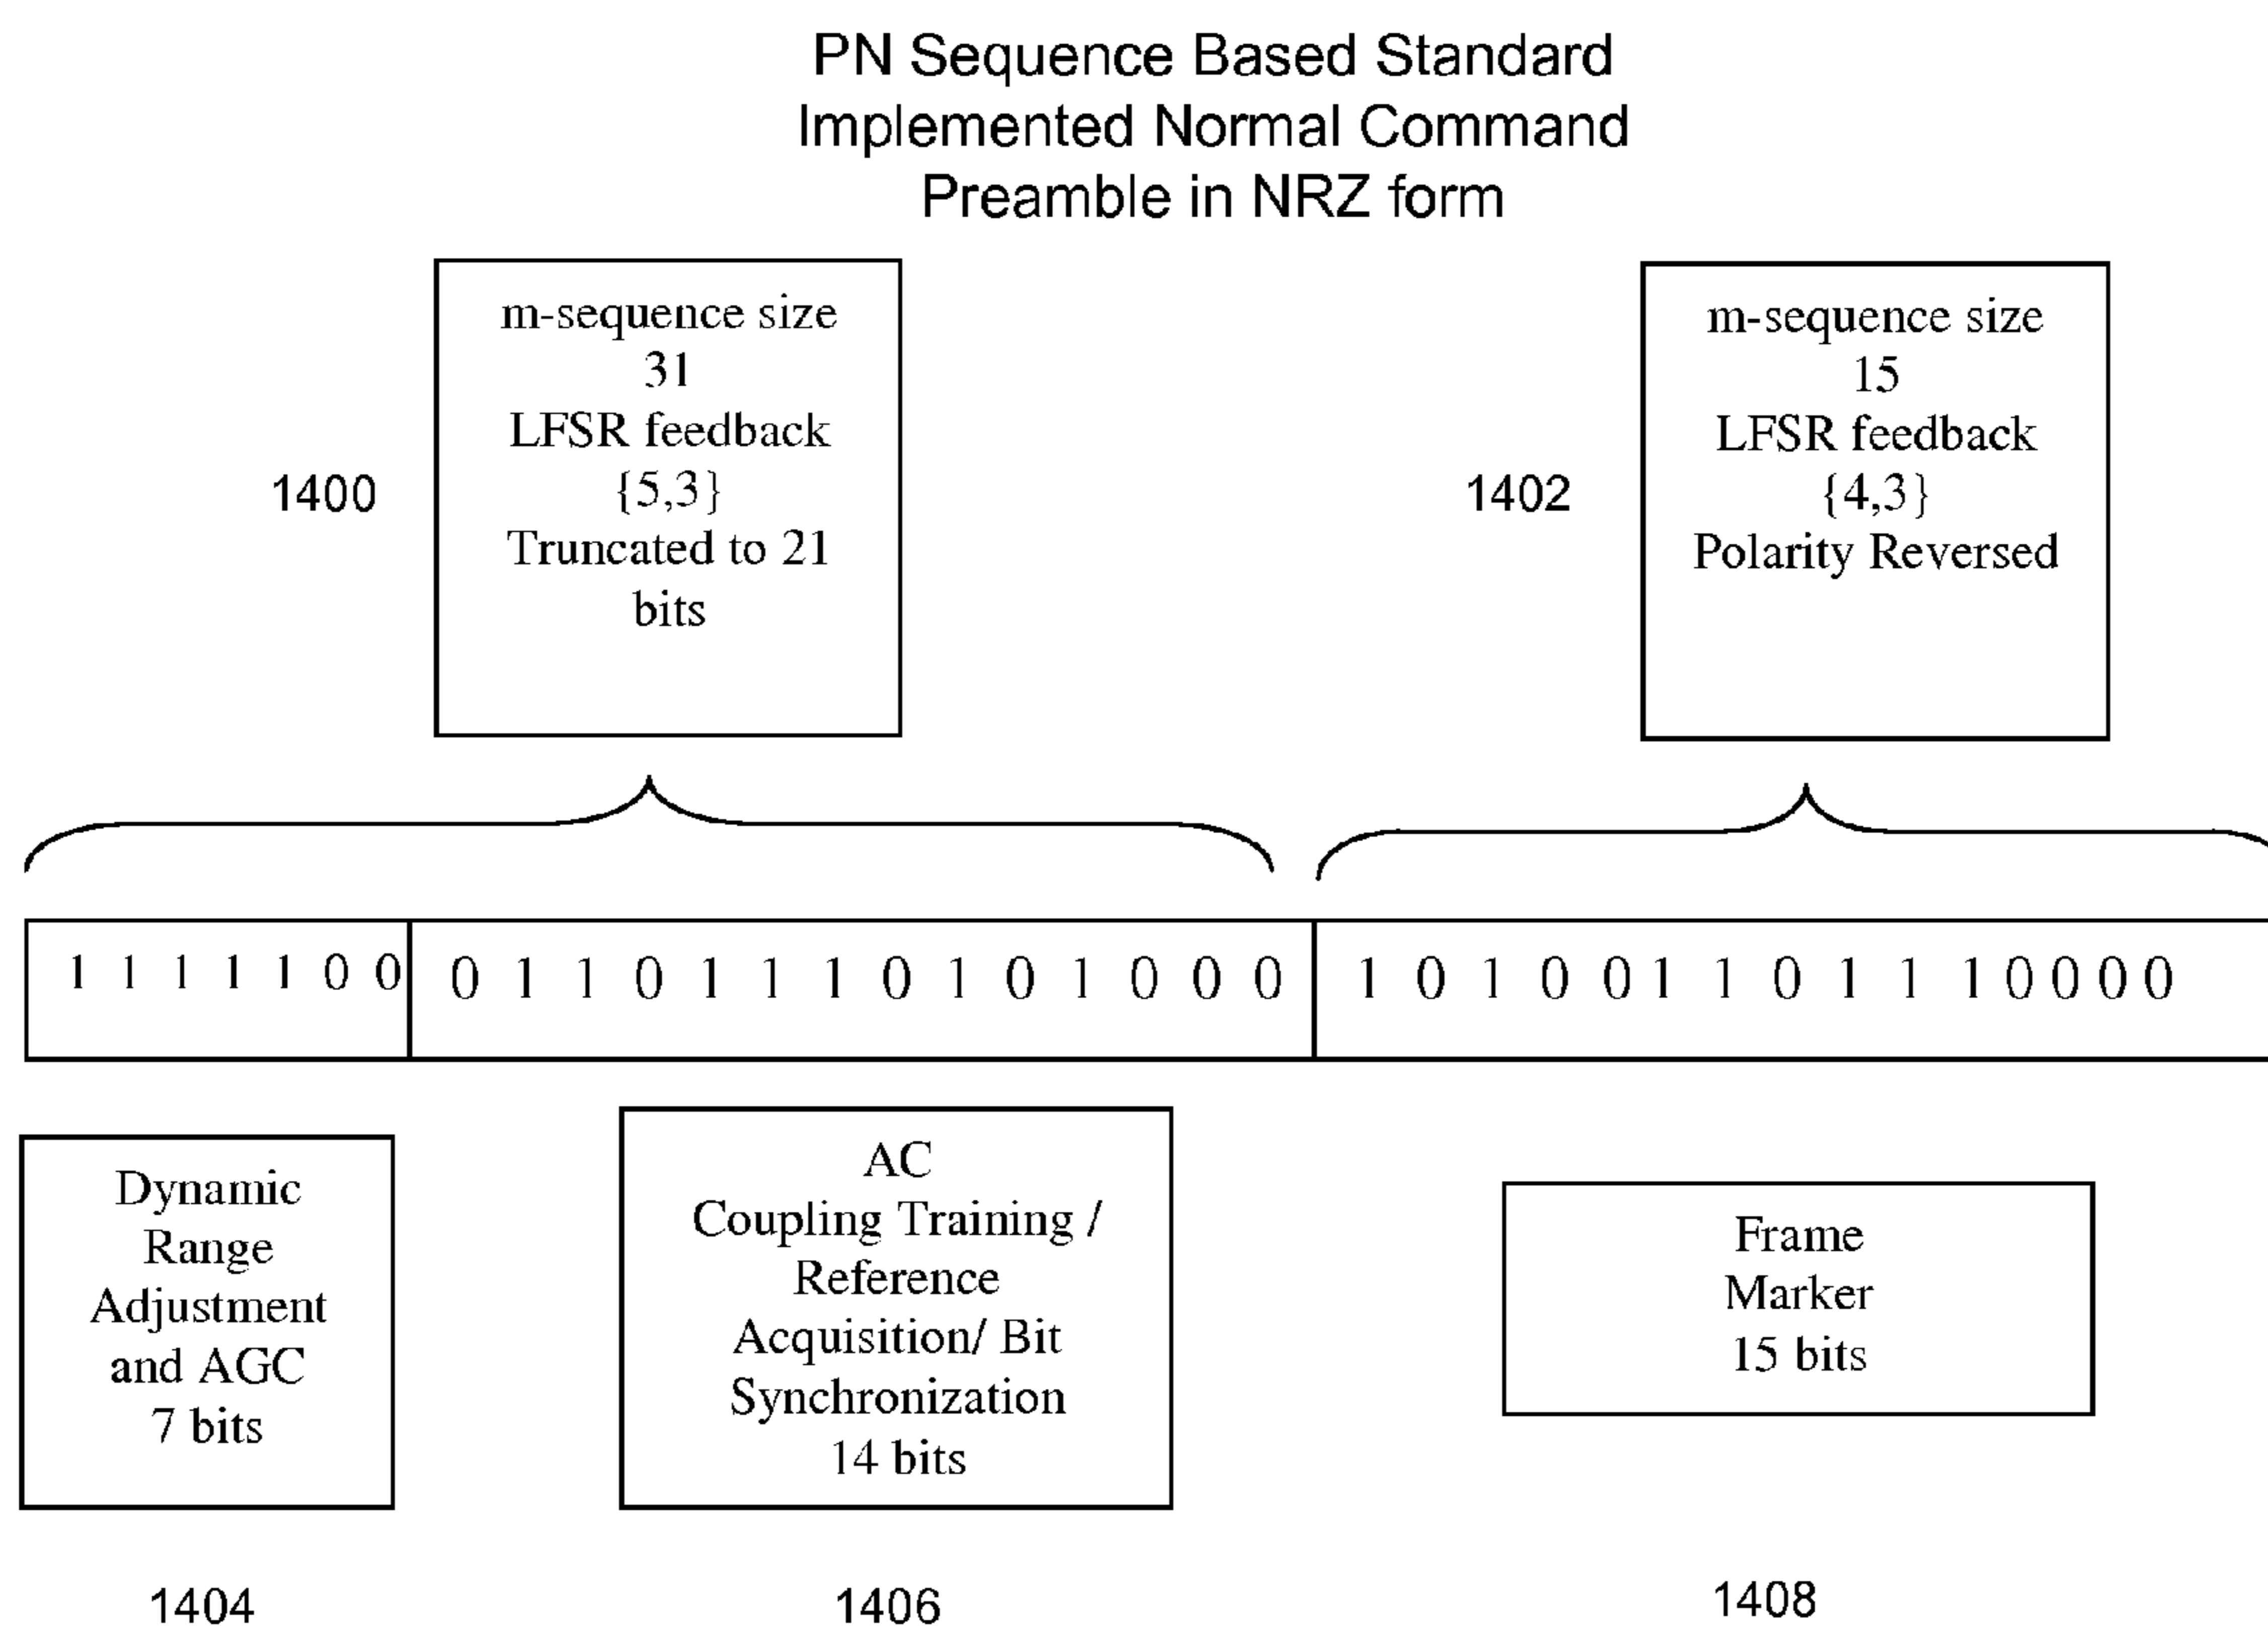 PN Sequence Based Standard
Implemented Normal Command
Preamble in NRZ form
m-sequence size
31
LFSR feedback
{5,3}
Truncated to 21
bits
1400
m-sequence size
15
LFSR feedback
{4,3}
Polarity Reversed
1402
1 1 1 1 1 0 0 0 1 1 0 1 1 1 0 1 0 1 0 0 0 1 0 1 0 0 1 1 0 1 1 1 0 0 0 0
Dynamic
Range
Adjustment
and AGC
7 bits
AC
Coupling Training /
Reference
Acquisition/ Bit
Synchronization
14 bits
Frame
Marker
15 bits
1404
1406
1408